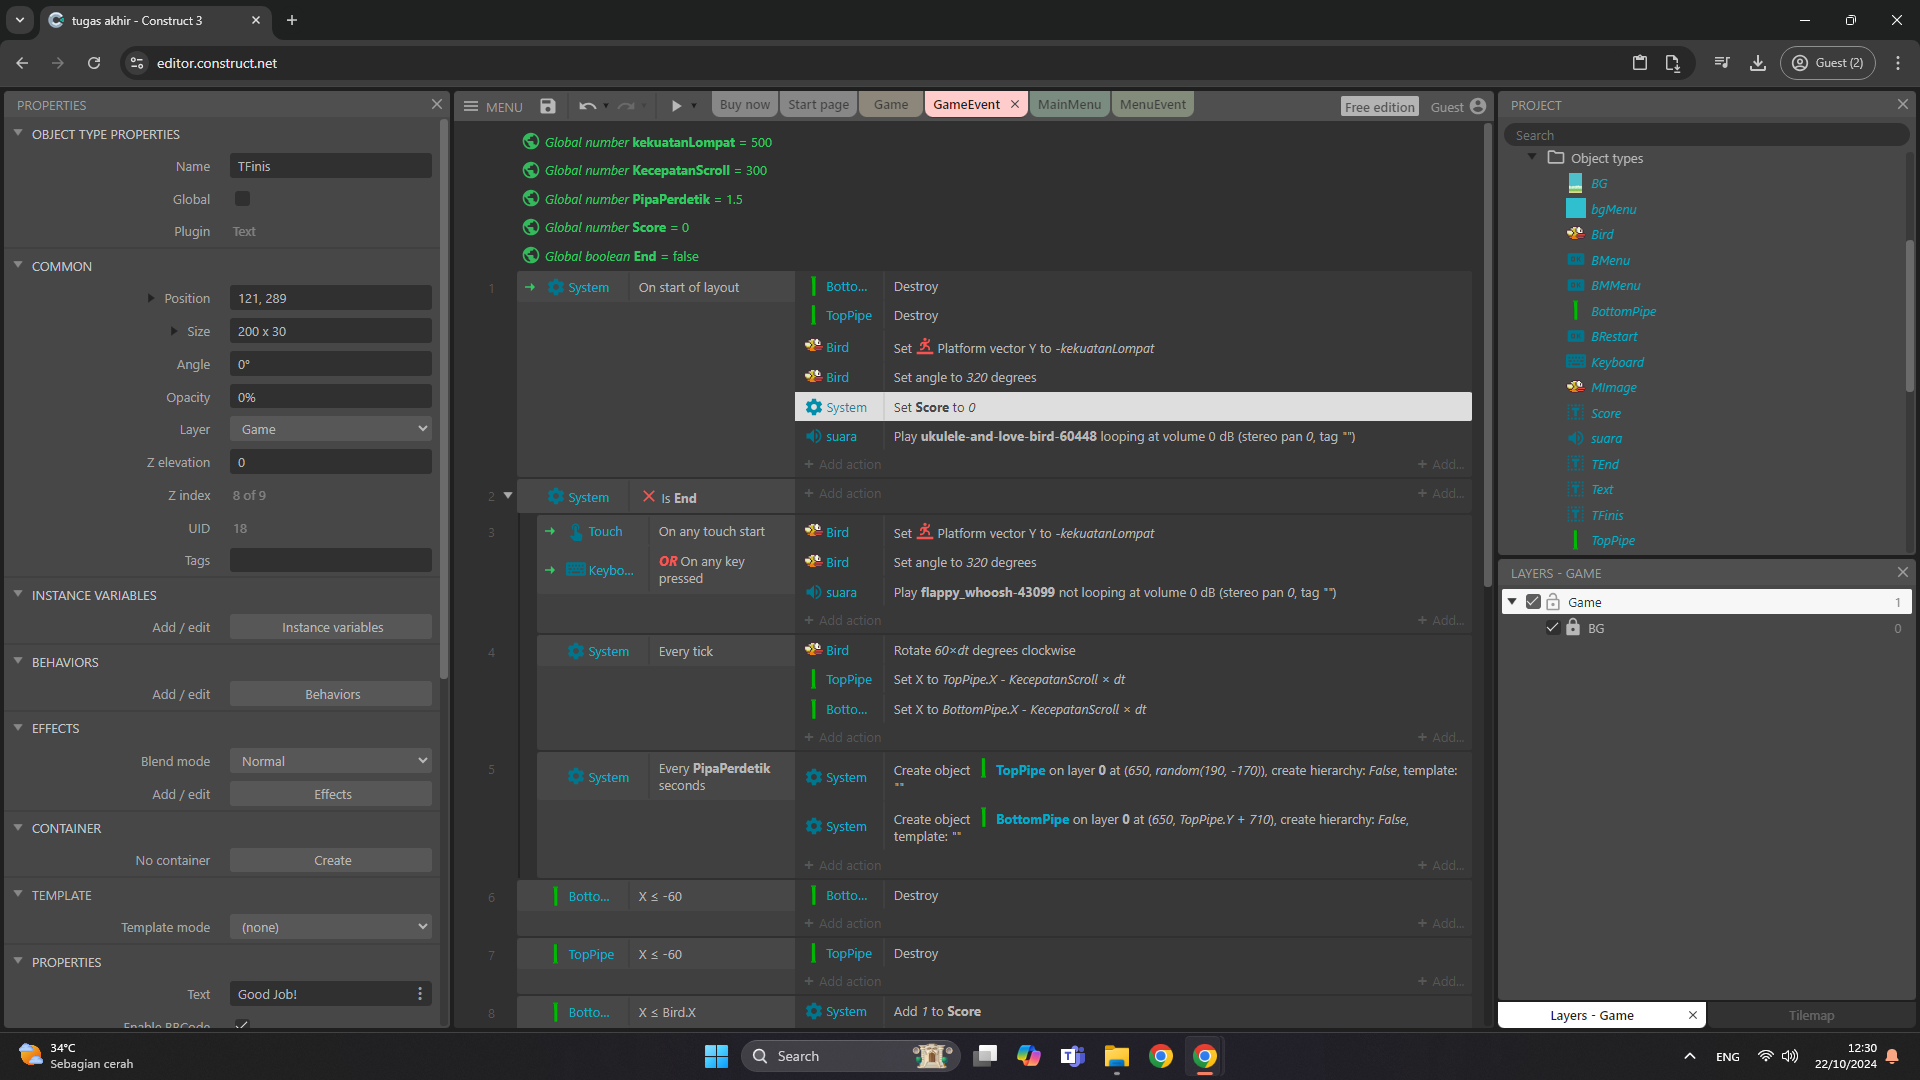 tugas akhir - Construct 3
editor.construct.net
Guest (2)
PROPERTIES
OBJECT TYPE PROPERTIES
Name TFinis
Global
Plugin Text
COMMON
Position 121, 289
Size 200 x 30
Angle 0°
Opacity 0%
Layer Game
Z elevation 0
Z index 8 of 9
UID 18
Tags
INSTANCE VARIABLES
Add / edit Instance variables
BEHAVIORS
Add / edit Behaviors
EFFECTS
Blend mode Normal
Add / edit Effects
CONTAINER
No container Create
TEMPLATE
Template mode (none)
PROPERTIES
Text Good Job!
Enable BBCode
MENU
Buy now Start page Game GameEvent MainMenu MenuEvent
Free edition Guest
Global number kekuatanLompat = 500
Global number KecepatanScroll = 300
Global number PipaPerdetik = 1.5
Global number Score = 0
Global boolean End = false
1 System On start of layout Botto... Destroy
TopPipe Destroy
Bird Set Platform vector Y to -kekuatanLompat
Bird Set angle to 320 degrees
System Set Score to 0
suara Play ukulele-and-love-bird-60448 looping at volume 0 dB (stereo pan 0, tag "")
+ Add action + Add...
2 System Is End + Add action + Add...
3 Touch On any touch start Bird Set Platform vector Y to -kekuatanLompat
Keybo... OR On any key pressed Bird Set angle to 320 degrees
suara Play flappy_whoosh-43099 not looping at volume 0 dB (stereo pan 0, tag "")
+ Add action + Add...
4 System Every tick Bird Rotate 60×dt degrees clockwise
TopPipe Set X to TopPipe.X - KecepatanScroll × dt
Botto... Set X to BottomPipe.X - KecepatanScroll × dt
+ Add action + Add...
5 System Every PipaPerdetik seconds System Create object TopPipe on layer 0 at (650, random(190, -170)), create hierarchy: False, template:
""
System Create object BottomPipe on layer 0 at (650, TopPipe.Y + 710), create hierarchy: False,
template: ""
+ Add action + Add...
6 Botto... X ≤ -60 Botto... Destroy
+ Add action + Add...
7 TopPipe X ≤ -60 TopPipe Destroy
+ Add action + Add...
8 Botto... X ≤ Bird.X System Add 1 to Score
PROJECT
Search
Object types
BG
bgMenu
Bird
BMenu
BMMenu
BottomPipe
BRestart
Keyboard
MImage
Score
suara
TEnd
Text
TFinis
TopPipe
LAYERS - GAME
Game 1
BG 0
Layers - Game Tilemap
34°C
Sebagian cerah
Search
ENG
12:30
22/10/2024